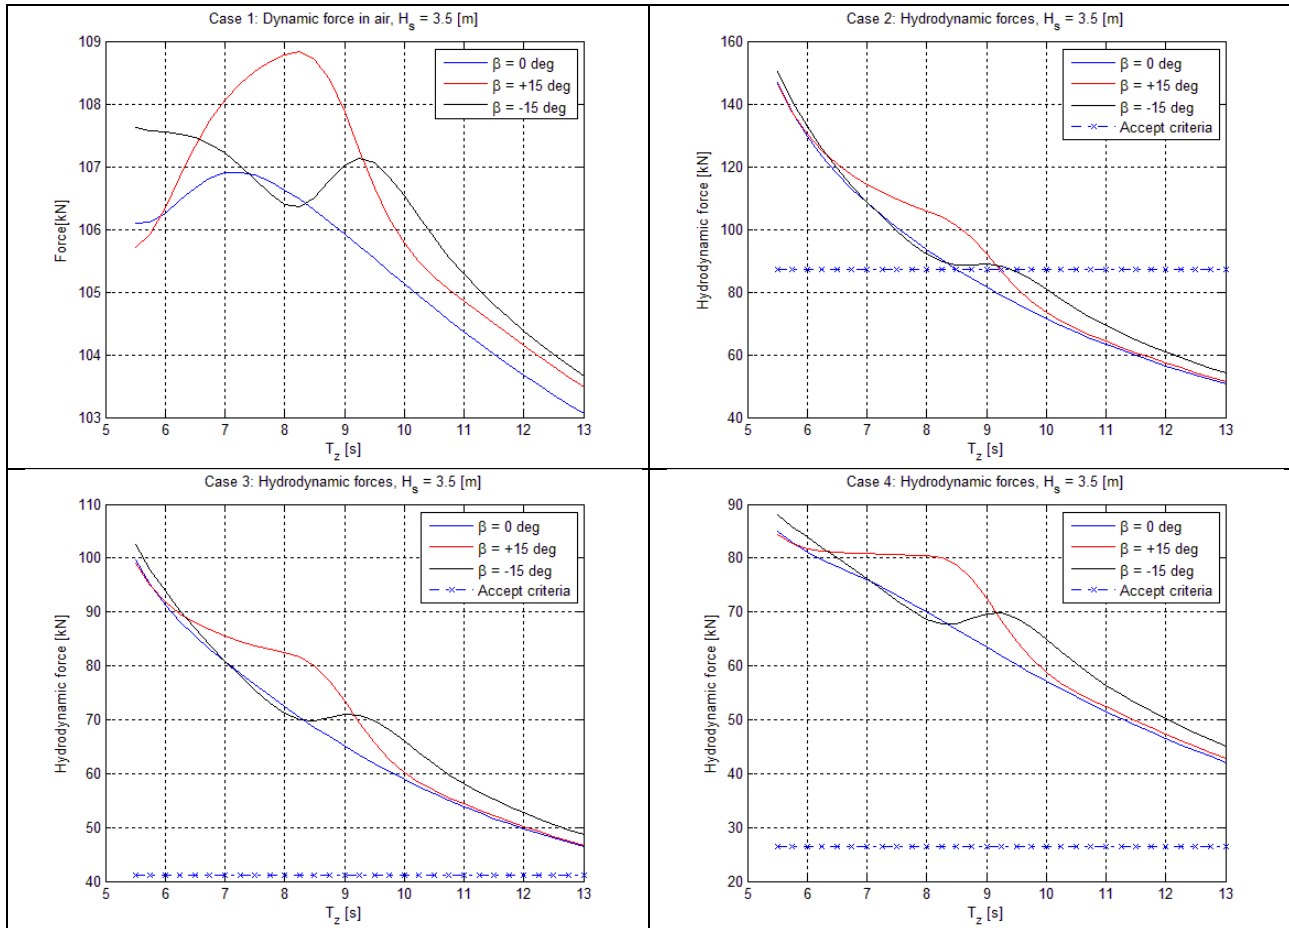 Case 1: Dynamic force in air, Hs = 3.5 [m]
109
108
107
106
105
104
103
Force[kN]
β = 0 deg
β = +15 deg
β = -15 deg
5 6 7 8 9 10 11 12 13
Tz [s]
Case 2: Hydrodynamic forces, Hs = 3.5 [m]
160
140
120
100
80
60
40
Hydrodynamic force [kN]
β = 0 deg
β = +15 deg
β = -15 deg
Accept criteria
5 6 7 8 9 10 11 12 13
Tz [s]
Case 3: Hydrodynamic forces, Hs = 3.5 [m]
110
100
90
80
70
60
50
40
Hydrodynamic force [kN]
β = 0 deg
β = +15 deg
β = -15 deg
Accept criteria
5 6 7 8 9 10 11 12 13
Tz [s]
Case 4: Hydrodynamic forces, Hs = 3.5 [m]
90
80
70
60
50
40
30
20
Hydrodynamic force [kN]
β = 0 deg
β = +15 deg
β = -15 deg
Accept criteria
5 6 7 8 9 10 11 12 13
Tz [s]